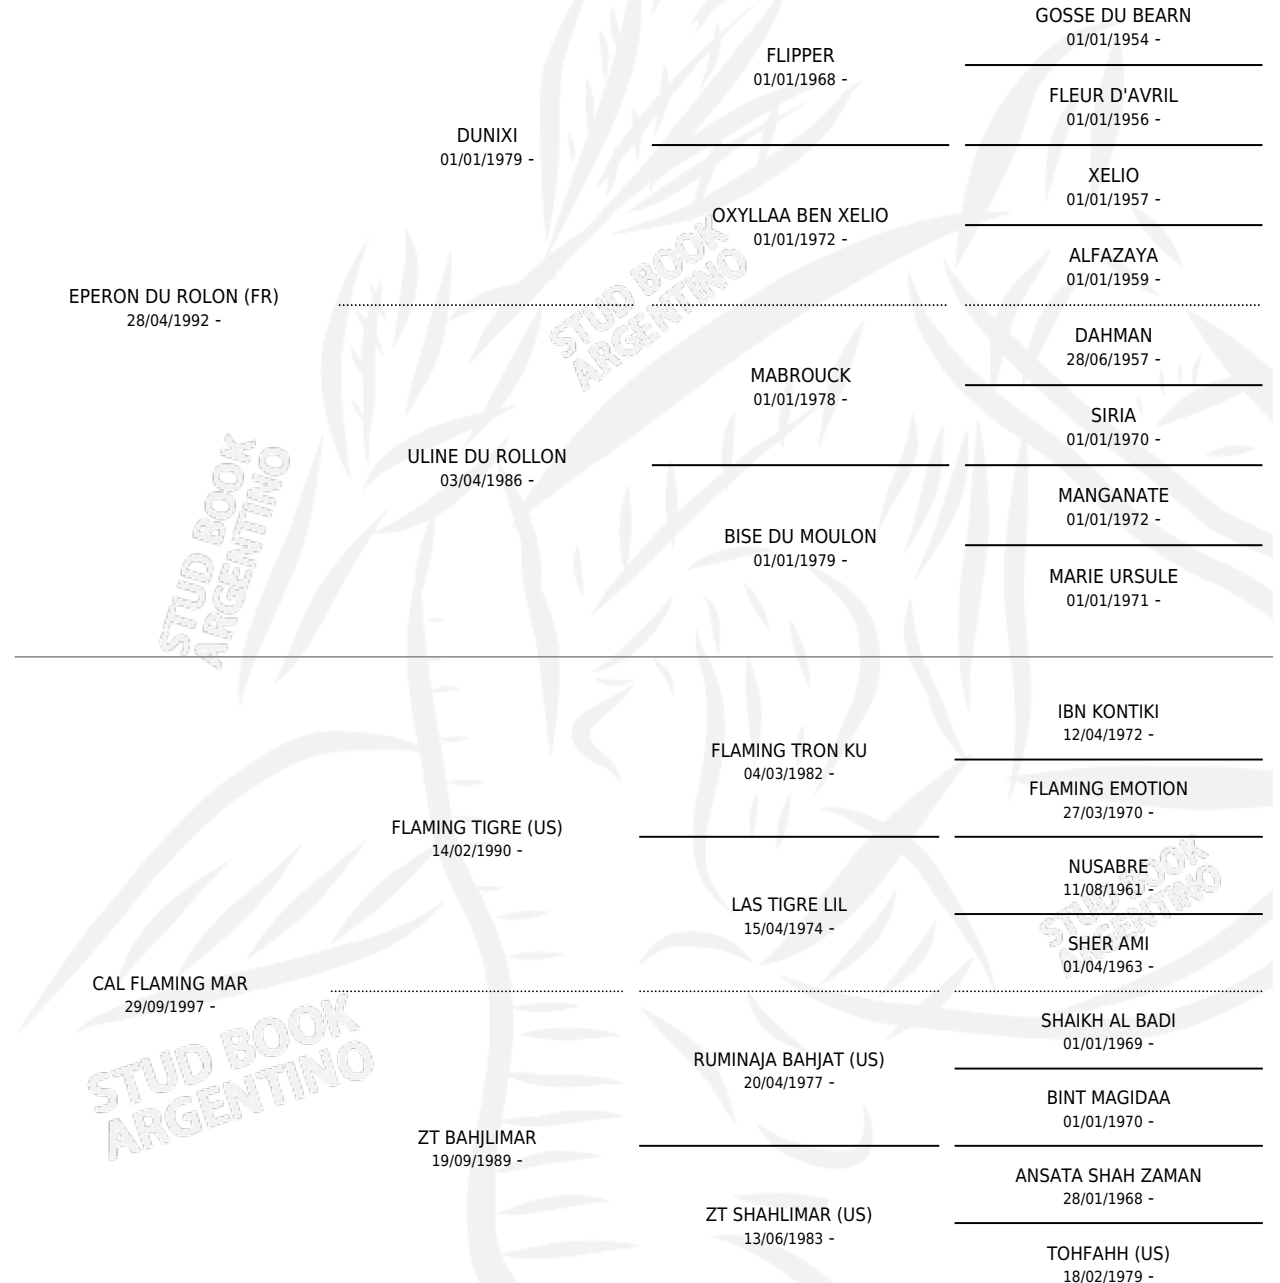 GOSSE DU BEARN
01/01/1954 -
FLIPPER
01/01/1968 -
FLEUR D'AVRIL
01/01/1956 -
DUNIXI
01/01/1979 -
XELIO
01/01/1957 -
OXYLLAA BEN XELIO
01/01/1972 -
ALFAZAYA
01/01/1959 -
EPERON DU ROLON (FR)
28/04/1992 -
DAHMAN
28/06/1957 -
MABROUCK
01/01/1978 -
SIRIA
01/01/1970 -
ULINE DU ROLLON
03/04/1986 -
MANGANATE
01/01/1972 -
BISE DU MOULON
01/01/1979 -
MARIE URSULE
01/01/1971 -
IBN KONTIKI
12/04/1972 -
FLAMING TRON KU
04/03/1982 -
FLAMING EMOTION
27/03/1970 -
FLAMING TIGRE (US)
14/02/1990 -
NUSABRE
11/08/1961 -
LAS TIGRE LIL
15/04/1974 -
SHER AMI
01/04/1963 -
CAL FLAMING MAR
29/09/1997 -
SHAIKH AL BADI
01/01/1969 -
RUMINAJA BAHJAT (US)
20/04/1977 -
BINT MAGIDAA
01/01/1970 -
ZT BAHJLIMAR
19/09/1989 -
ANSATA SHAH ZAMAN
28/01/1968 -
ZT SHAHLIMAR (US)
13/06/1983 -
TOHFAHH (US)
18/02/1979 -
STUD BOOK
ARGENTINO
STUD BOOK
ARGENTINO
STUD BOOK
ARGENTINO
STUD BOOK
ARGENTINO